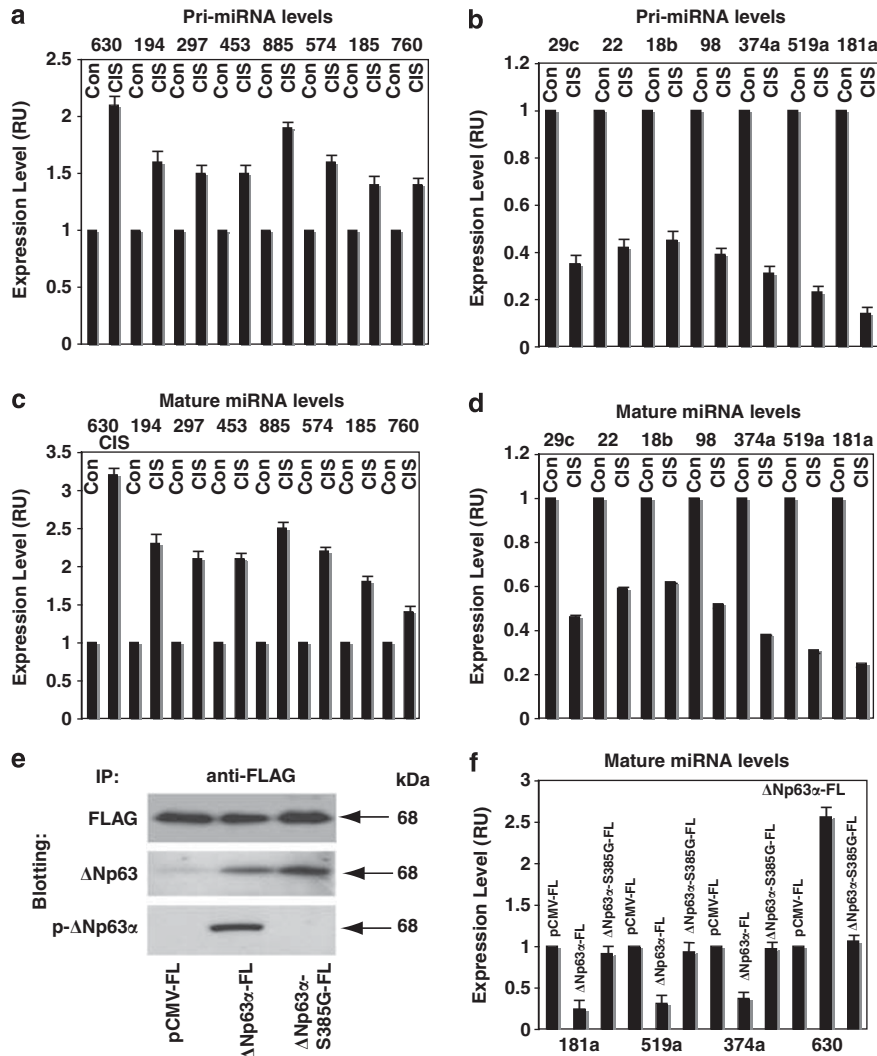 a
Pri-miRNA levels
630 194 297 453 885 574 185 760
Con CIS Con CIS Con CIS Con CIS Con CIS Con CIS Con CIS Con CIS
Expression Level (RU)
2.5
2
1.5
1
0.5
0
b
Pri-miRNA levels
29c 22 18b 98 374a 519a 181a
Con CIS Con CIS Con CIS Con CIS Con CIS Con CIS Con CIS
Expression Level (RU)
1.2
1
0.8
0.6
0.4
0.2
0
c
Mature miRNA levels
630 194 297 453 885 574 185 760
Con CIS Con CIS Con CIS Con CIS Con CIS Con CIS Con CIS Con CIS
Expression Level (RU)
3.5
3
2.5
2
1.5
1
0.5
0
d
Mature miRNA levels
29c 22 18b 98 374a 519a 181a
Con CIS Con CIS Con CIS Con CIS Con CIS Con CIS Con CIS
Expression Level (RU)
1.2
1
0.8
0.6
0.4
0.2
0
e
IP: anti-FLAG kDa
Blotting:
FLAG 68
ΔNp63 68
p-ΔNp63α 68
pCMV-FL
ΔNp63α-FL
ΔNp63α-
S385G-FL
f
Mature miRNA levels
Expression Level (RU)
3
2.5
2
1.5
1
0.5
0
pCMV-FL ΔNp63α-FL ΔNp63α-S385G-FL pCMV-FL ΔNp63α-FL ΔNp63α-S385G-FL pCMV-FL ΔNp63α-FL ΔNp63α-S385G-FL pCMV-FL ΔNp63α-FL ΔNp63α-S385G-FL
181a 519a 374a 630